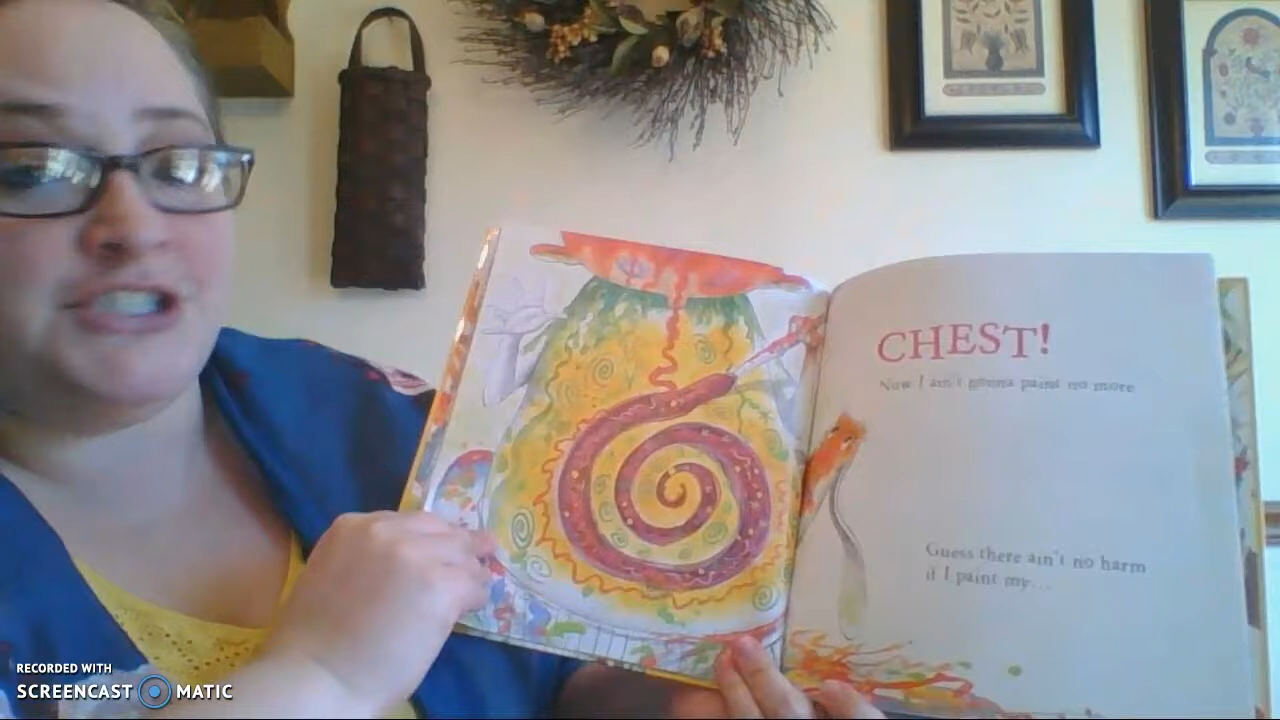 CHEST!
Now I ain't gonna paint no more
Guess there ain't no harm
if I paint my...
RECORDED WITH
SCREENCAST MATIC